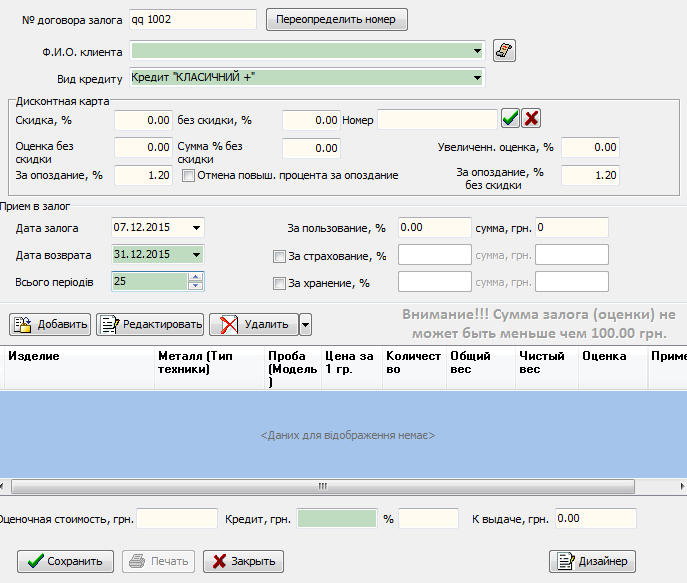 № договора залога qq 1002 Переопределить номер
Ф.И.О. клиента
Вид кредиту Кредит "КЛАСИЧНИЙ +"
Дисконтная карта
Скидка, % 0.00 без скидки, % 0.00 Номер
Оценка без скидки 0.00 Сумма % без скидки 0.00 Увеличенн. оценка, % 0.00
За опоздание, % 1.20 Отмена повыш. процента за опоздание За опоздание, % без скидки 1.20
Прием в залог
Дата залога 07.12.2015 За пользование, % 0.00 сумма, грн. 0
Дата возврата 31.12.2015 За страхование, % сумма, грн.
Всього періодів 25 За хранение, % сумма, грн.
Добавить Редактировать Удалить
Внимание!!! Сумма залога (оценки) не
может быть меньше чем 100.00 грн.
Изделие Металл (Тип техники) Проба (Модель) Цена за 1 гр. Количество Общий вес Чистый вес Оценка Приме
<Даних для відображення немає>
Оценочная стоимость, грн. Кредит, грн. % К выдаче, грн. 0.00
Сохранить Печать Закрыть Дизайнер